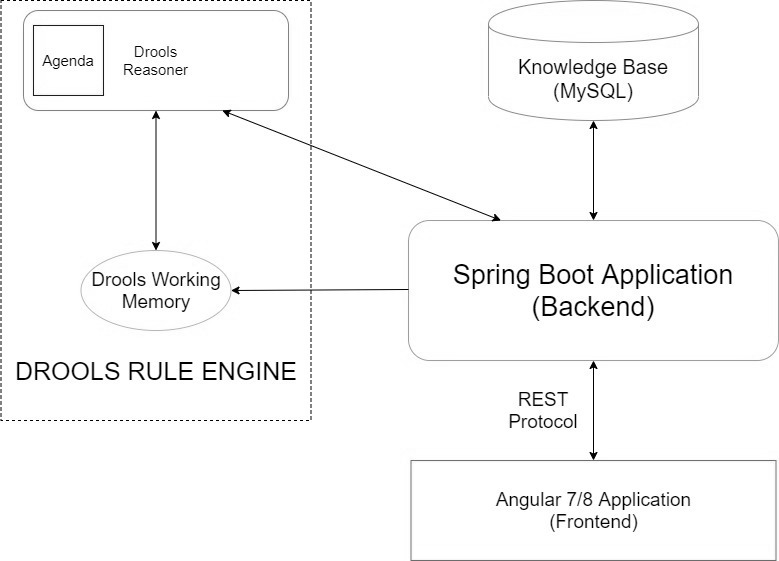 Agenda
Drools
Reasoner
Knowledge Base
(MySQL)
Drools Working
Memory
Spring Boot Application
(Backend)
DROOLS RULE ENGINE
REST
Protocol
Angular 7/8 Application
(Frontend)